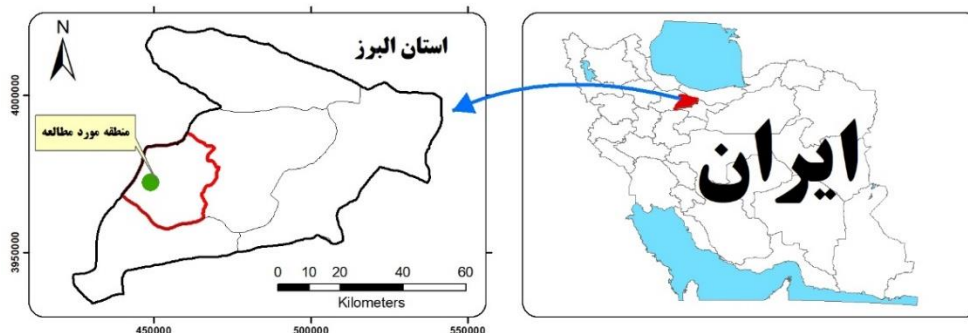 N
استان البرز
4000000
منطقه مورد مطالعه
3950000
0 10 20 40 60
Kilometers
450000 500000 550000
ایران